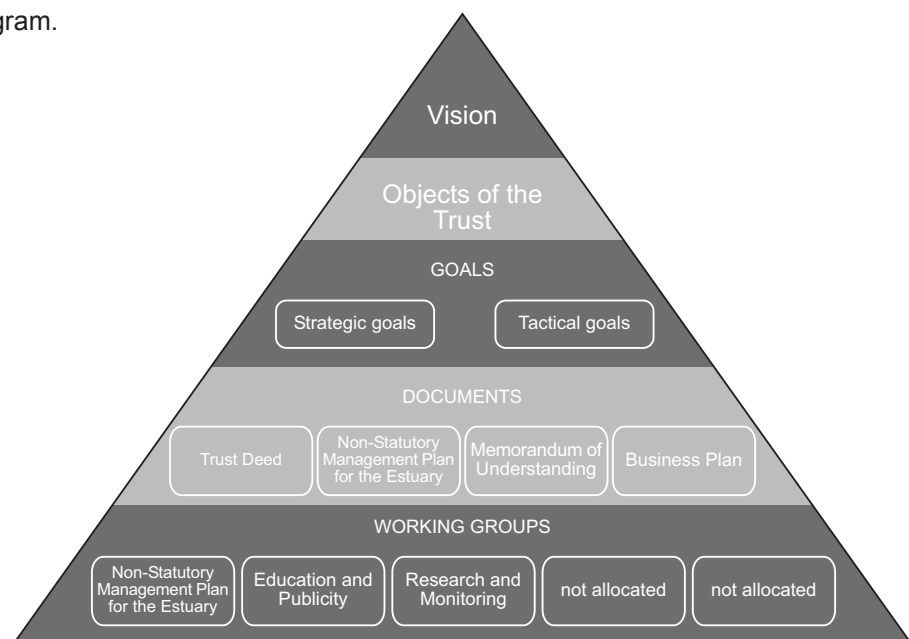 gram.
Vision
Objects of the
Trust
GOALS
Strategic goals
Tactical goals
DOCUMENTS
Trust Deed
Non-Statutory
Management Plan
for the Estuary
Memorandum of
Understanding
Business Plan
WORKING GROUPS
Non-Statutory
Management Plan
for the Estuary
Education and
Publicity
Research and
Monitoring
not allocated
not allocated